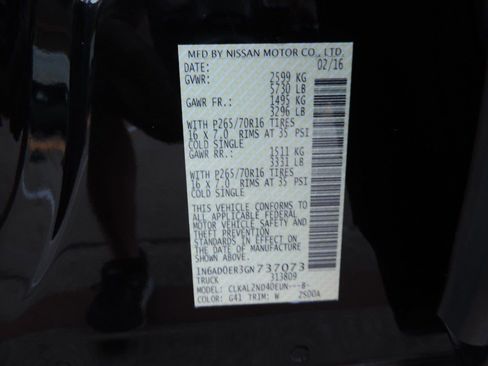 MFD BY NISSAN MOTOR CO., LTD.
DATE: 02/16
GVWR: 2599 KG
5730 LB
GAWR FR.: 1495 KG
3296 LB
WITH P265/70R16 TIRES
16 X 7.0 RIMS AT 35 PSI
COLD SINGLE
GAWR RR.: 1511 KG
3331 LB
WITH P265/70R16 TIRES
16 X 7.0 RIMS AT 35 PSI
COLD SINGLE
THIS VEHICLE CONFORMS TO
ALL APPLICABLE FEDERAL
MOTOR VEHICLE SAFETY AND
THEFT PREVENTION
STANDARDS IN EFFECT ON
THE DATE OF MANUFACTURE
SHOWN ABOVE.
1N6AD0ER3GN737073
TRUCK 313809
MODEL: CLKAL2ND4DEUN---B-
COLOR: G41 TRIM: W 2500A